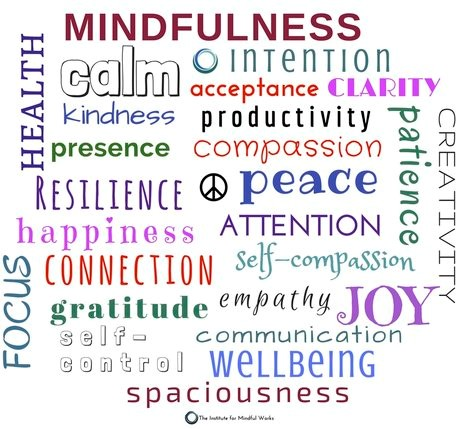 MINDFULNESS
HEALTH
calm
INTENTION
acceptance CLARITY
kindness
productivity
patience
CREATIVITY
presence
compassion
RESILIENCE
peace
happiness
ATTENTION
FOCUS
CONNECTION
self-compassion
gratitude
empathy
JOY
self-
control
communication
wellbeing
spaciousness
The Institute for Mindful Works